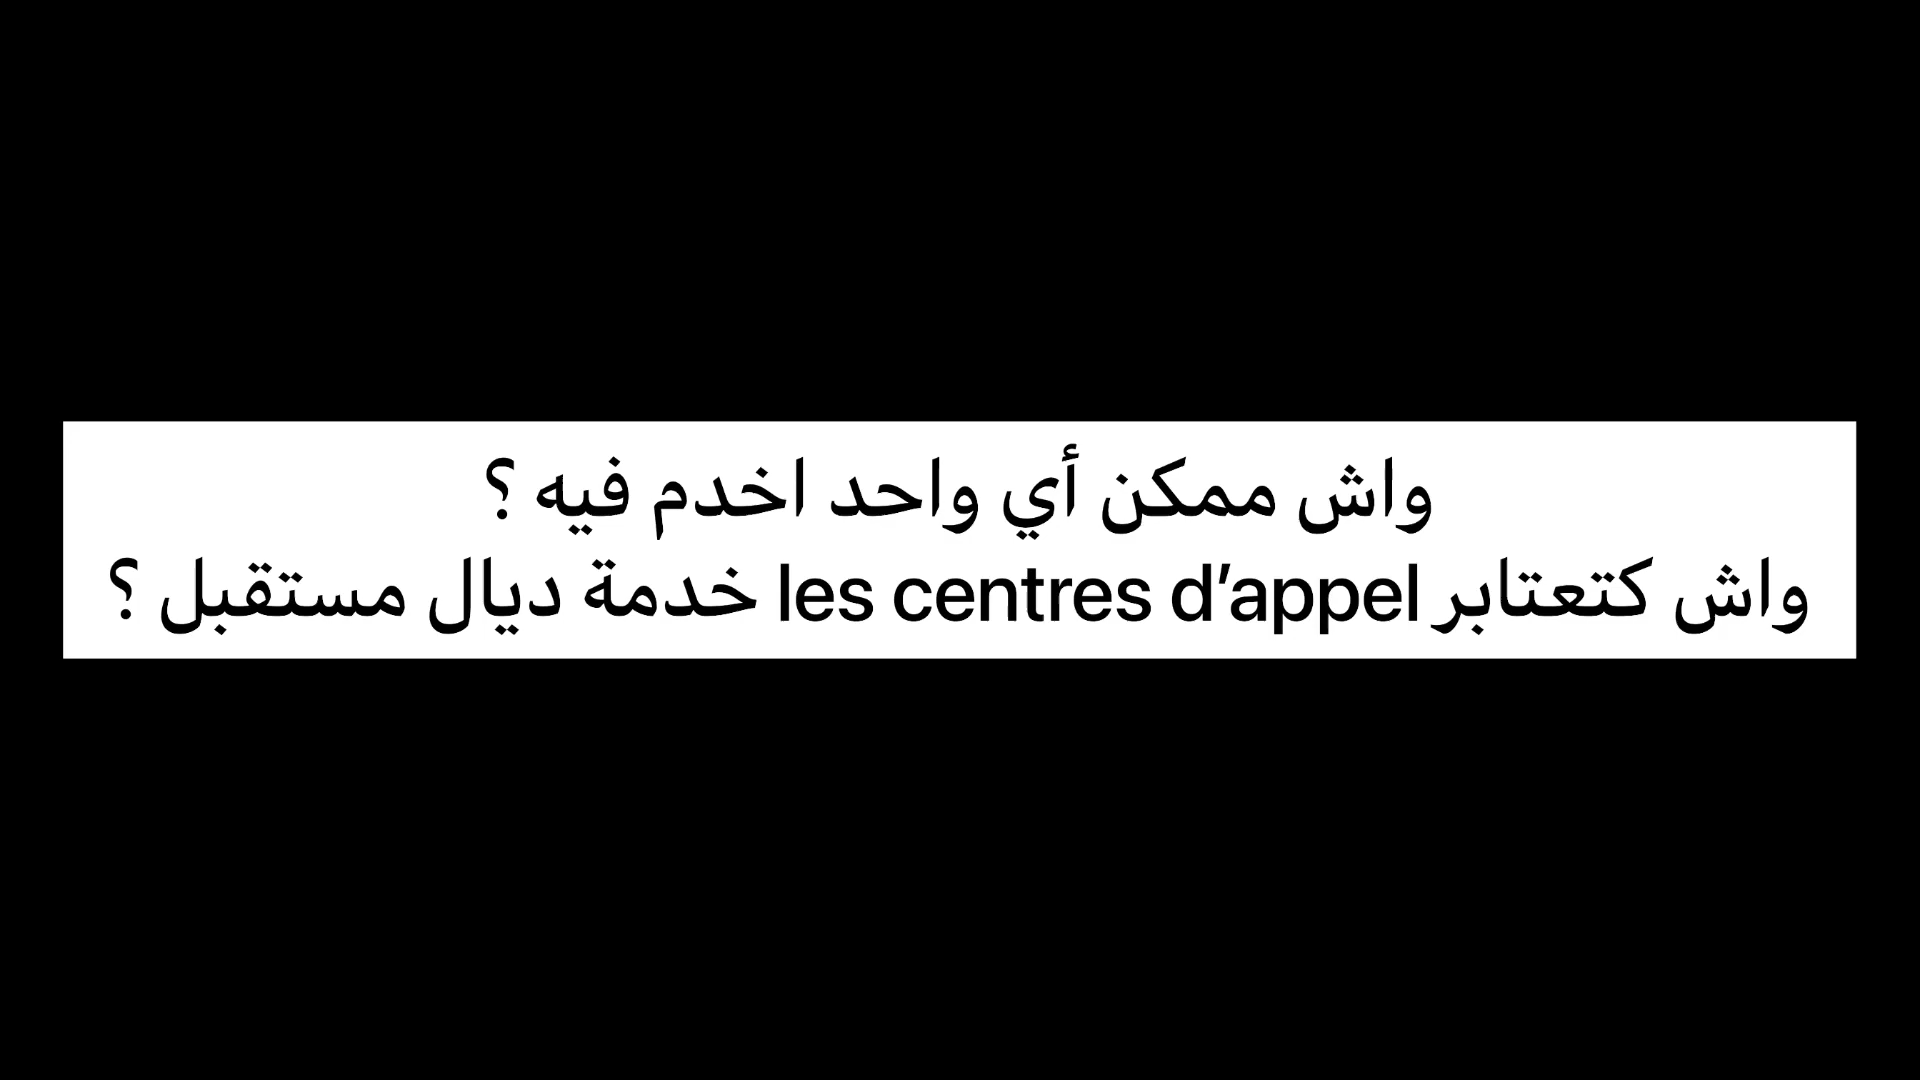 واش ممكن أي واحد اخدم فيه ؟
واش كتعتابر les centres d’appel خدمة ديال مستقبل ؟